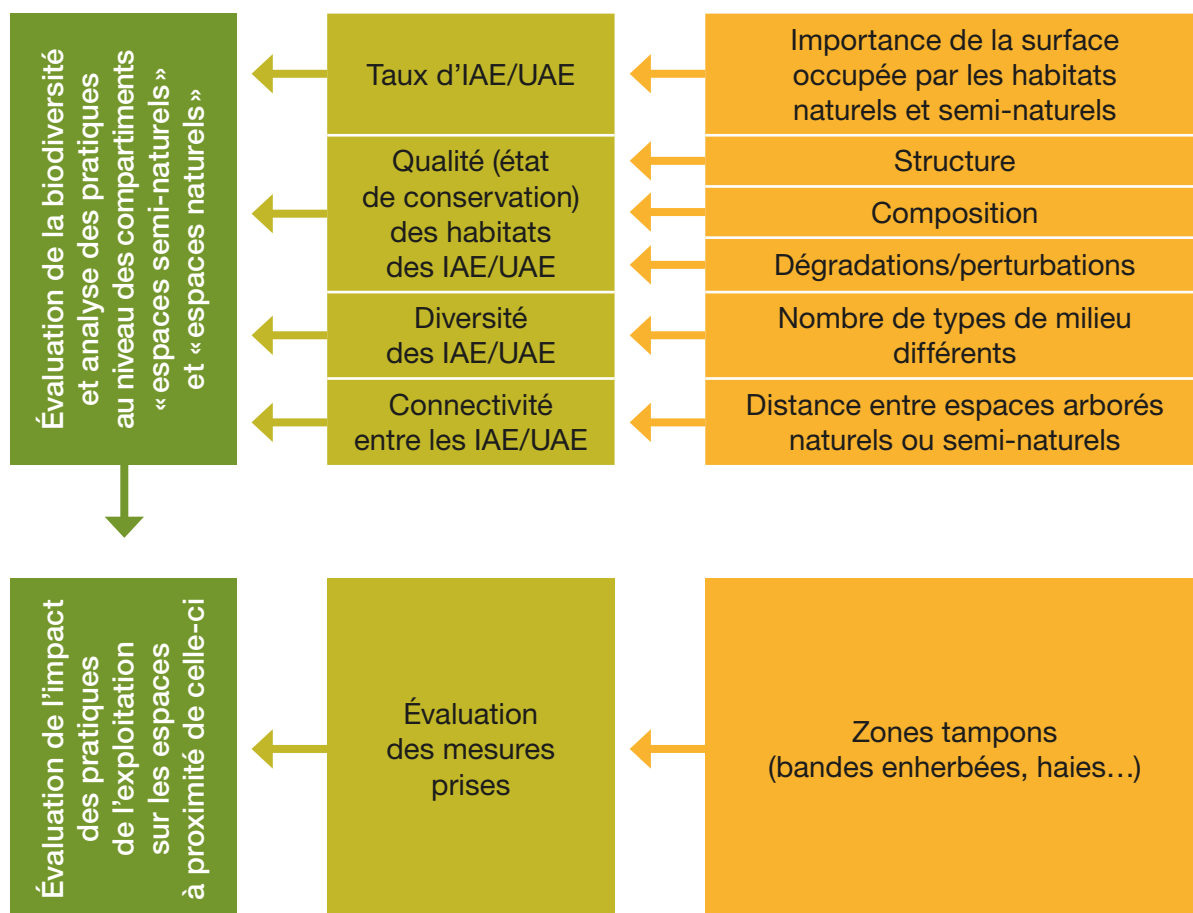 Évaluation de la biodiversité
et analyse des pratiques
au niveau des compartiments
« espaces semi-naturels »
et « espaces naturels »
Taux d'IAE/UAE
Importance de la surface
occupée par les habitats
naturels et semi-naturels
Qualité (état
de conservation)
des habitats
des IAE/UAE
Structure
Composition
Dégradations/perturbations
Diversité
des IAE/UAE
Nombre de types de milieu
différents
Connectivité
entre les IAE/UAE
Distance entre espaces arborés
naturels ou semi-naturels
Évaluation de l'impact
des pratiques
de l'exploitation
sur les espaces
à proximité de celle-ci
Évaluation
des mesures
prises
Zones tampons
(bandes enherbées, haies…)